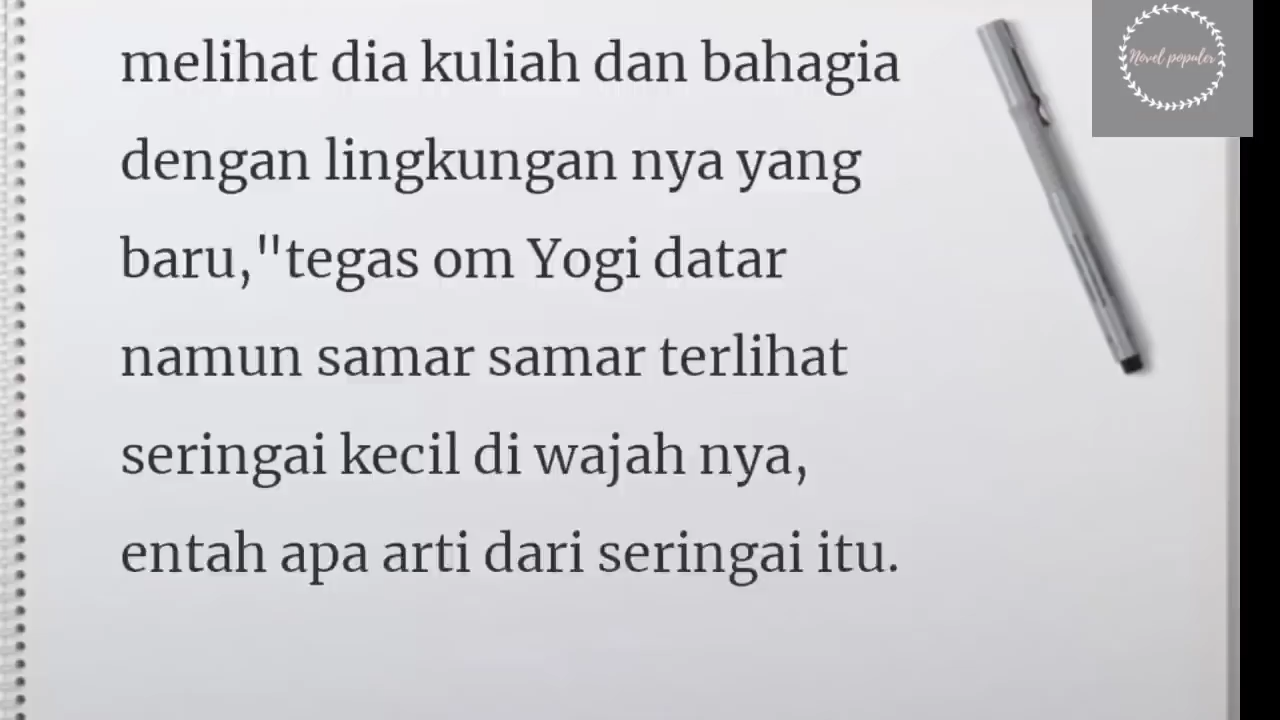 melihat dia kuliah dan bahagia
dengan lingkungan nya yang
baru,"tegas om Yogi datar
namun samar samar terlihat
seringai kecil di wajah nya,
entah apa arti dari seringai itu.
Novel populer